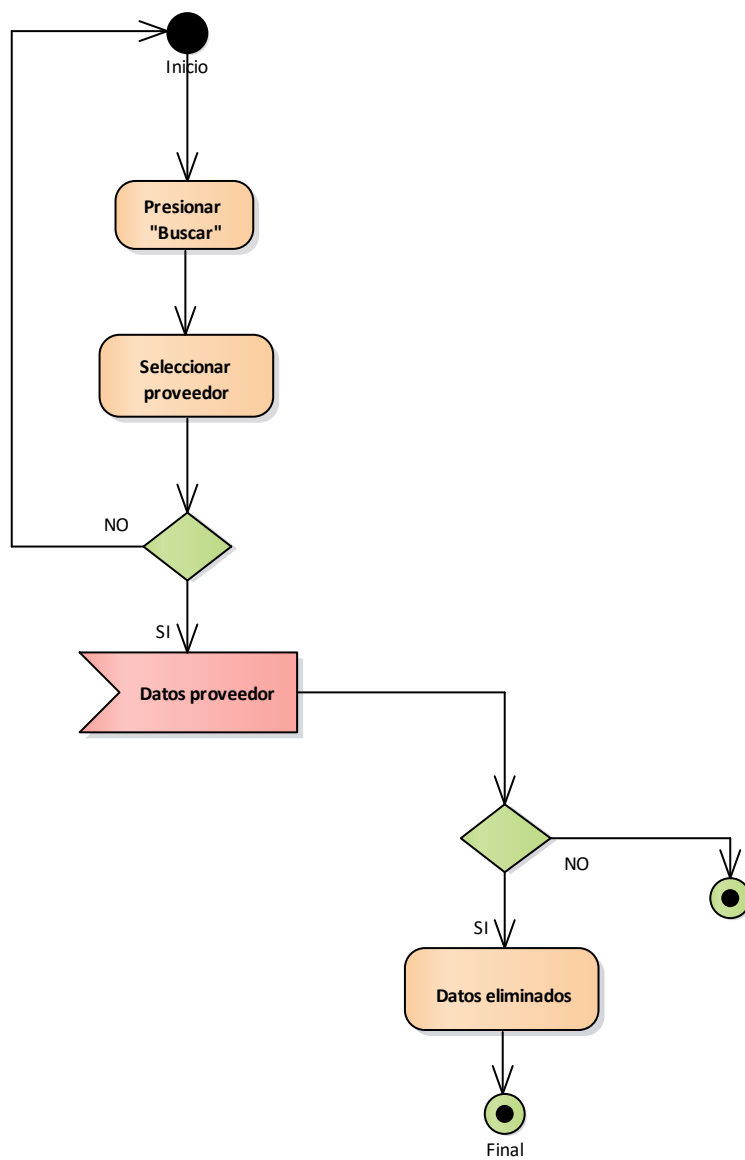 Inicio
Presionar
"Buscar"
Seleccionar
proveedor
NO
SI
Datos proveedor
NO
SI
Datos eliminados
Final